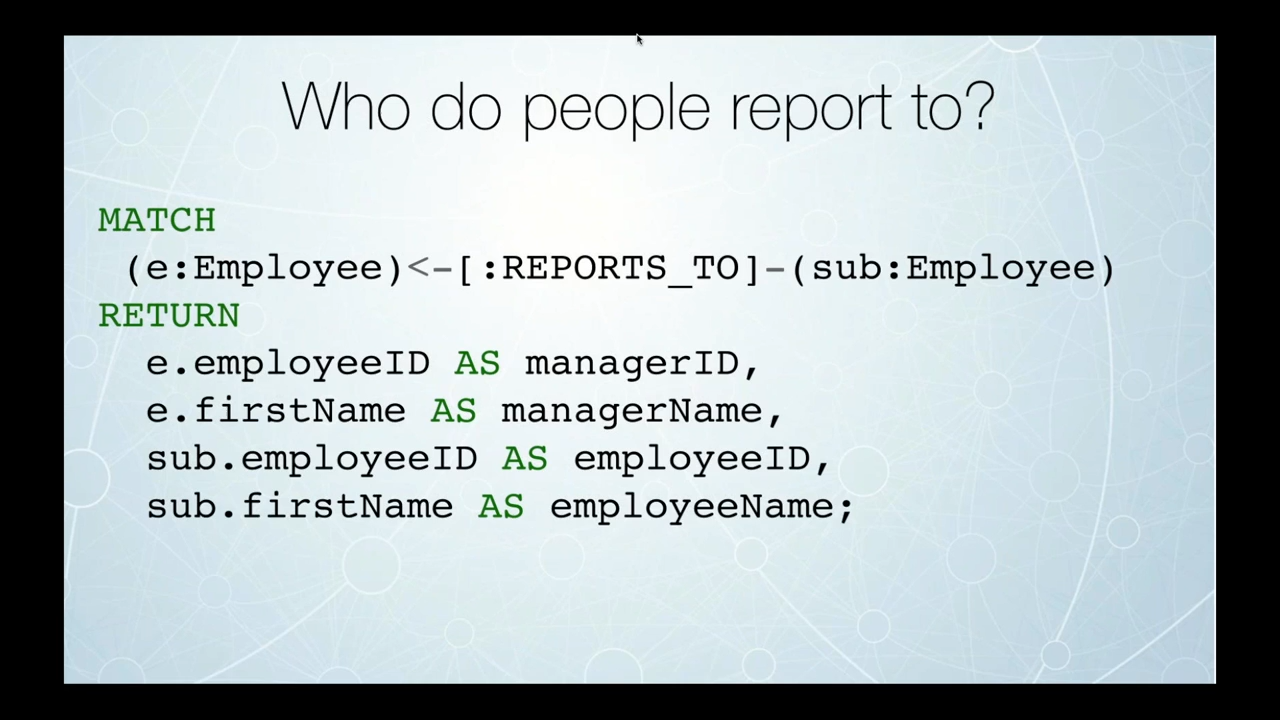 Who do people report to?
MATCH
(e:Employee)<-[:REPORTS_TO]-(sub:Employee)
RETURN
e.employeeID AS managerID,
e.firstName AS managerName,
sub.employeeID AS employeeID,
sub.firstName AS employeeName;